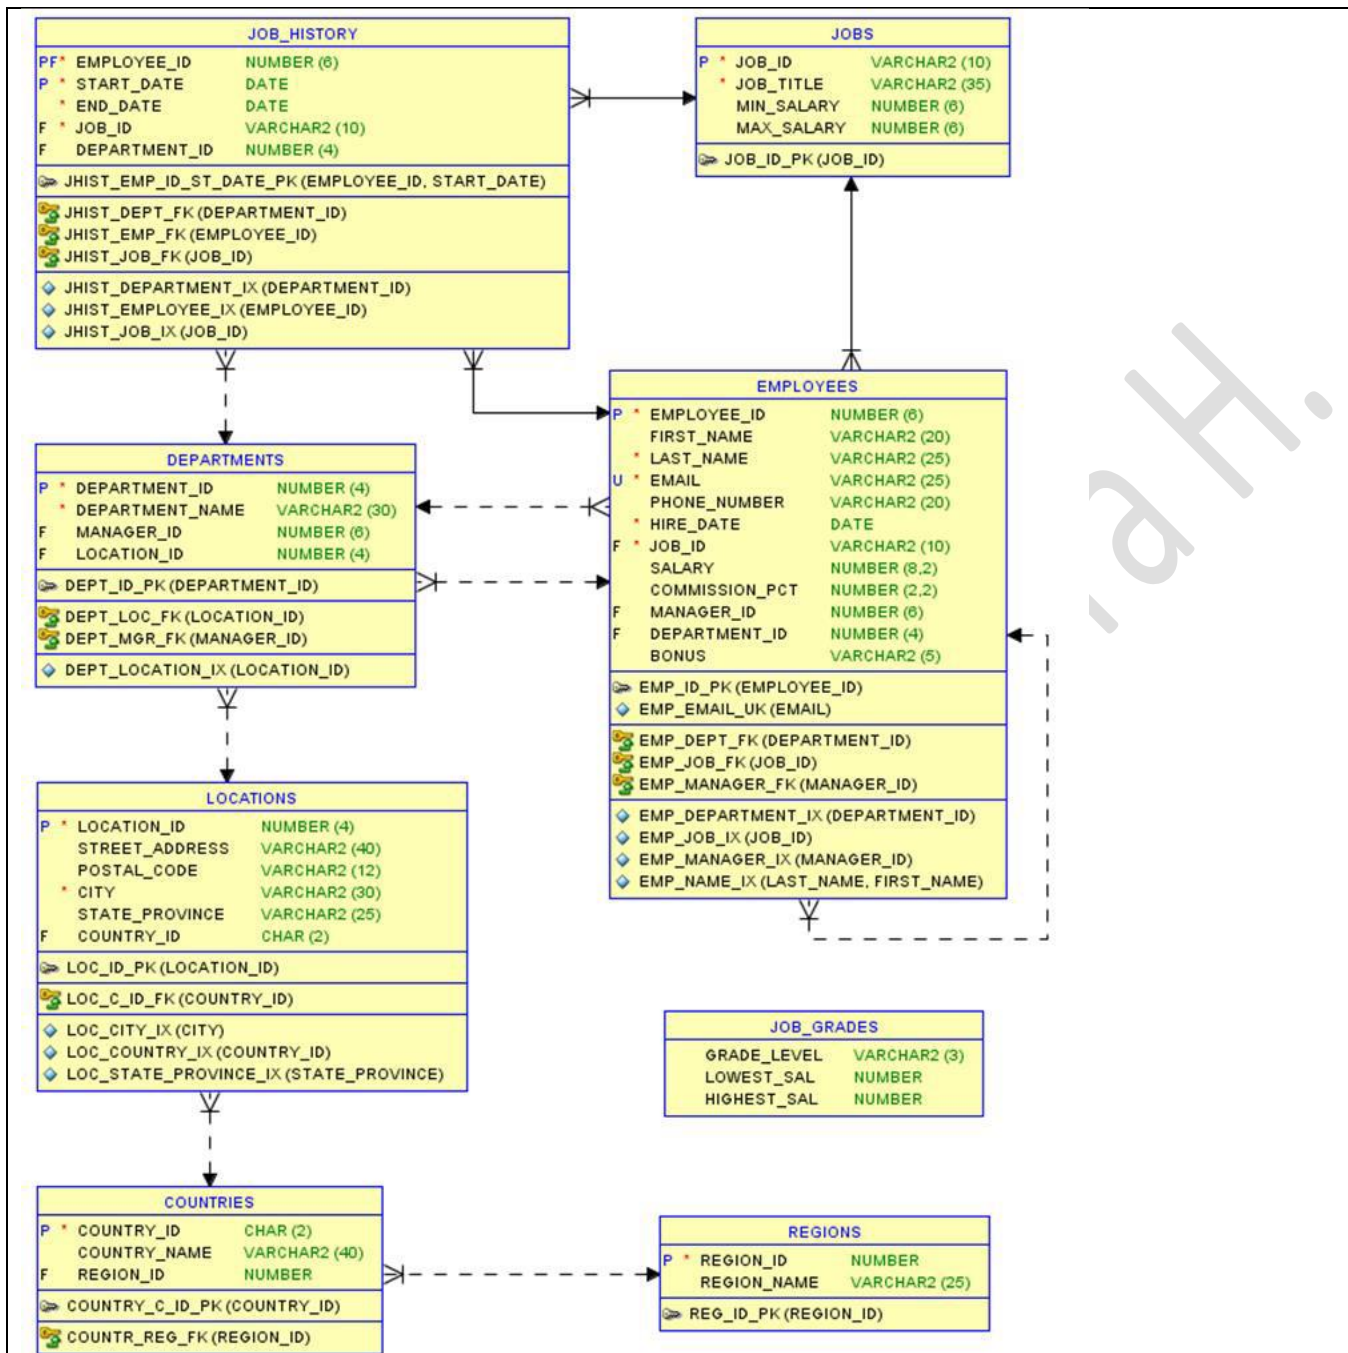 JOB_HISTORY
PF* EMPLOYEE_ID NUMBER (6)
P * START_DATE DATE
* END_DATE DATE
F * JOB_ID VARCHAR2 (10)
F DEPARTMENT_ID NUMBER (4)
JHIST_EMP_ID_ST_DATE_PK (EMPLOYEE_ID, START_DATE)
JHIST_DEPT_FK (DEPARTMENT_ID)
JHIST_EMP_FK (EMPLOYEE_ID)
JHIST_JOB_FK (JOB_ID)
JHIST_DEPARTMENT_IX (DEPARTMENT_ID)
JHIST_EMPLOYEE_IX (EMPLOYEE_ID)
JHIST_JOB_IX (JOB_ID)
JOBS
P * JOB_ID VARCHAR2 (10)
* JOB_TITLE VARCHAR2 (35)
MIN_SALARY NUMBER (6)
MAX_SALARY NUMBER (6)
JOB_ID_PK (JOB_ID)
EMPLOYEES
P * EMPLOYEE_ID NUMBER (6)
FIRST_NAME VARCHAR2 (20)
* LAST_NAME VARCHAR2 (25)
U * EMAIL VARCHAR2 (25)
PHONE_NUMBER VARCHAR2 (20)
* HIRE_DATE DATE
F * JOB_ID VARCHAR2 (10)
SALARY NUMBER (8,2)
COMMISSION_PCT NUMBER (2,2)
F MANAGER_ID NUMBER (6)
F DEPARTMENT_ID NUMBER (4)
BONUS VARCHAR2 (5)
EMP_ID_PK (EMPLOYEE_ID)
EMP_EMAIL_UK (EMAIL)
EMP_DEPT_FK (DEPARTMENT_ID)
EMP_JOB_FK (JOB_ID)
EMP_MANAGER_FK (MANAGER_ID)
EMP_DEPARTMENT_IX (DEPARTMENT_ID)
EMP_JOB_IX (JOB_ID)
EMP_MANAGER_IX (MANAGER_ID)
EMP_NAME_IX (LAST_NAME, FIRST_NAME)
DEPARTMENTS
P * DEPARTMENT_ID NUMBER (4)
* DEPARTMENT_NAME VARCHAR2 (30)
F MANAGER_ID NUMBER (6)
F LOCATION_ID NUMBER (4)
DEPT_ID_PK (DEPARTMENT_ID)
DEPT_LOC_FK (LOCATION_ID)
DEPT_MGR_FK (MANAGER_ID)
DEPT_LOCATION_IX (LOCATION_ID)
LOCATIONS
P * LOCATION_ID NUMBER (4)
STREET_ADDRESS VARCHAR2 (40)
POSTAL_CODE VARCHAR2 (12)
* CITY VARCHAR2 (30)
STATE_PROVINCE VARCHAR2 (25)
F COUNTRY_ID CHAR (2)
LOC_ID_PK (LOCATION_ID)
LOC_C_ID_FK (COUNTRY_ID)
LOC_CITY_IX (CITY)
LOC_COUNTRY_IX (COUNTRY_ID)
LOC_STATE_PROVINCE_IX (STATE_PROVINCE)
JOB_GRADES
GRADE_LEVEL VARCHAR2 (3)
LOWEST_SAL NUMBER
HIGHEST_SAL NUMBER
COUNTRIES
P * COUNTRY_ID CHAR (2)
COUNTRY_NAME VARCHAR2 (40)
F REGION_ID NUMBER
COUNTRY_C_ID_PK (COUNTRY_ID)
COUNTR_REG_FK (REGION_ID)
REGIONS
P * REGION_ID NUMBER
REGION_NAME VARCHAR2 (25)
REG_ID_PK (REGION_ID)
H.